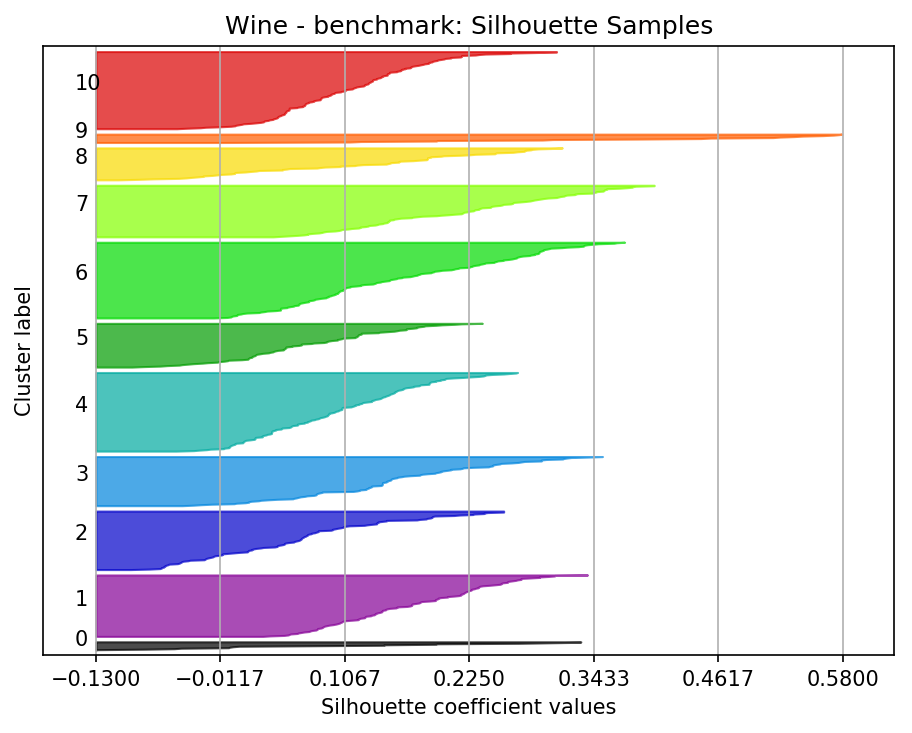 Wine - benchmark: Silhouette Samples
Cluster label
10
9
8
7
6
5
4
3
2
1
0
−0.1300 −0.0117 0.1067 0.2250 0.3433 0.4617 0.5800
Silhouette coefficient values